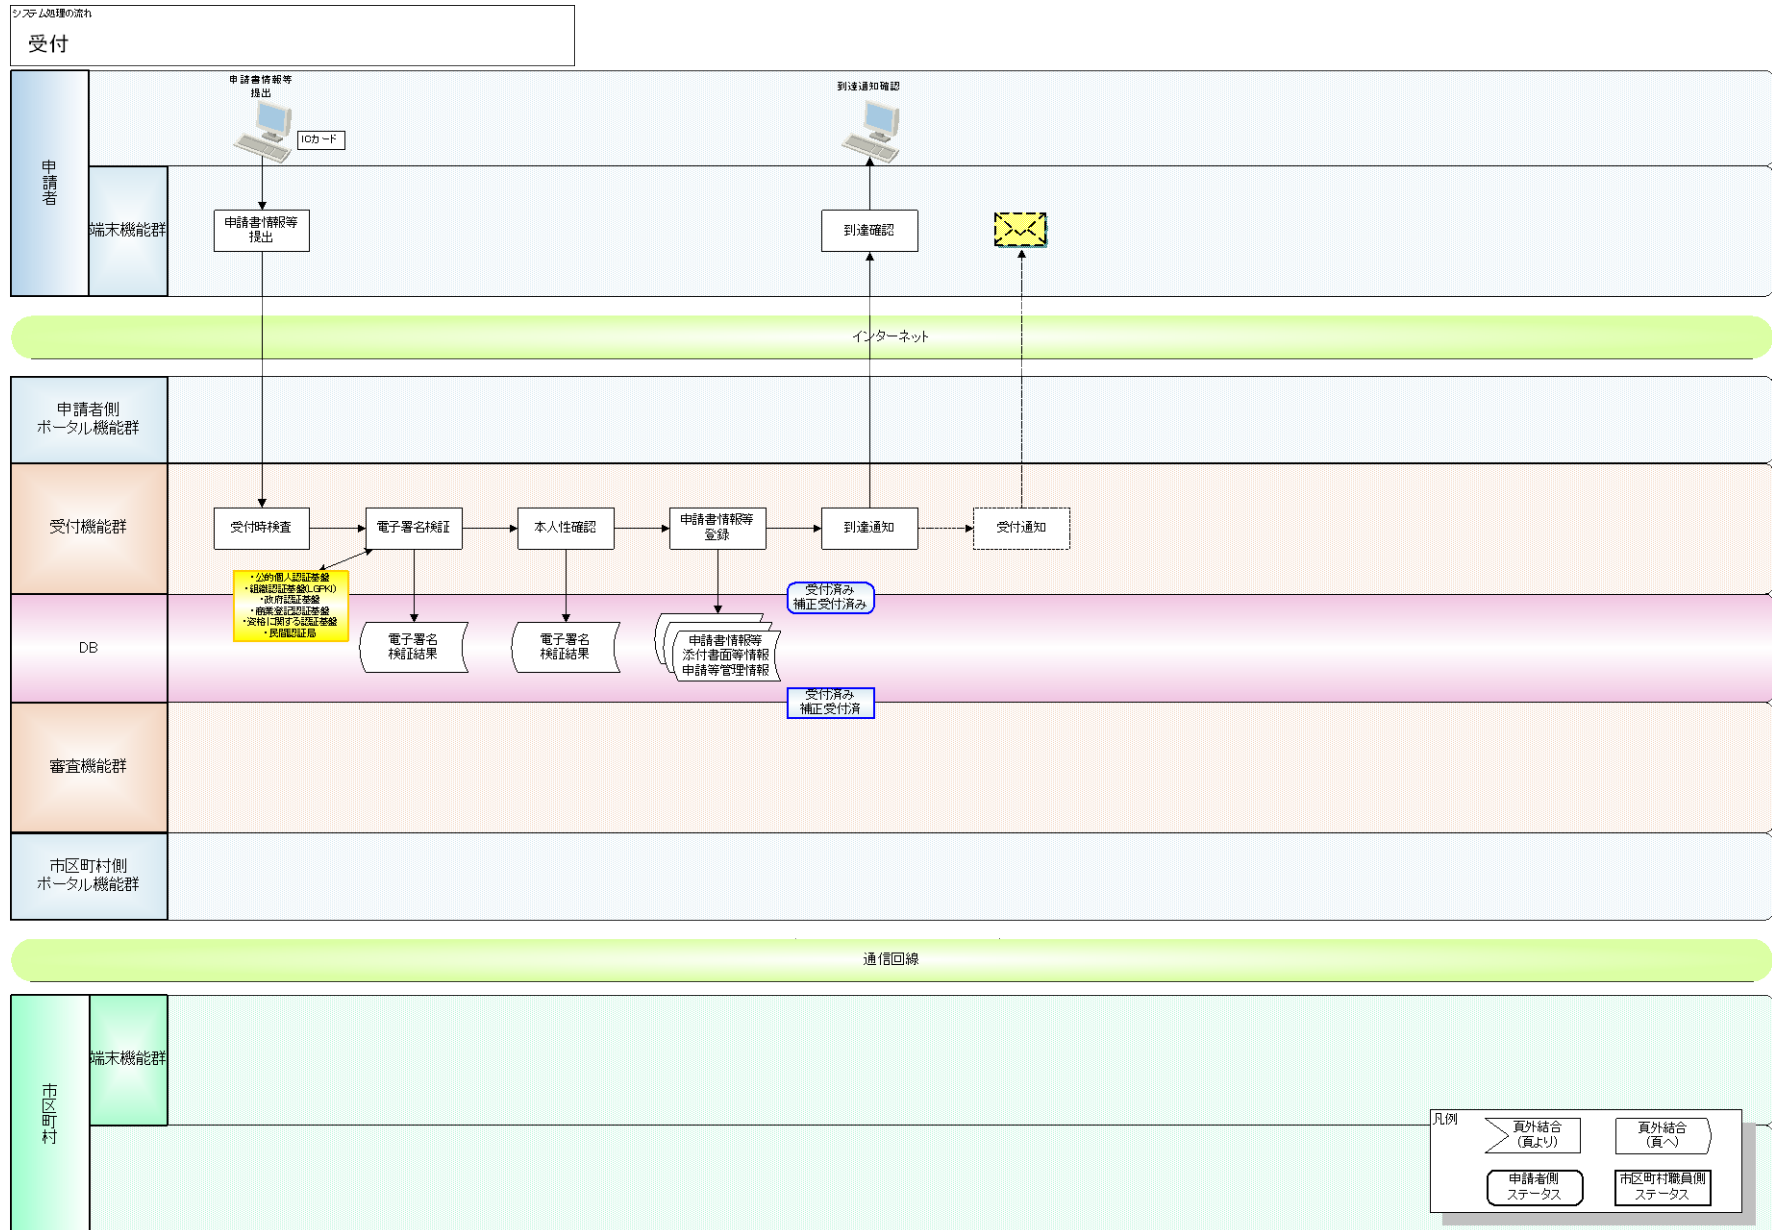 システム処理の流れ
受付
申請書情報等
提出
ICカード
到達通知確認
申請者
端末機能群
申請書情報等
提出
到達確認
インターネット
申請者側
ポータル機能群
受付機能群
受付時検査
電子署名検証
本人性確認
申請書情報等
登録
到達通知
受付通知
・公的個人認証基盤
・組織認証基盤(LGPKI)
・政府認証基盤
・商業登記認証基盤
・資格に関する認証基盤
・民間認証局
受付済み
補正受付済み
DB
電子署名
検証結果
電子署名
検証結果
申請書情報等
添付書面等情報
申請等管理情報
受付済み
補正受付済
審査機能群
市区町村側
ポータル機能群
通信回線
市区町村
端末機能群
凡例
頁外結合
(頁より)
頁外結合
(頁へ)
申請者側
ステータス
市区町村職員側
ステータス